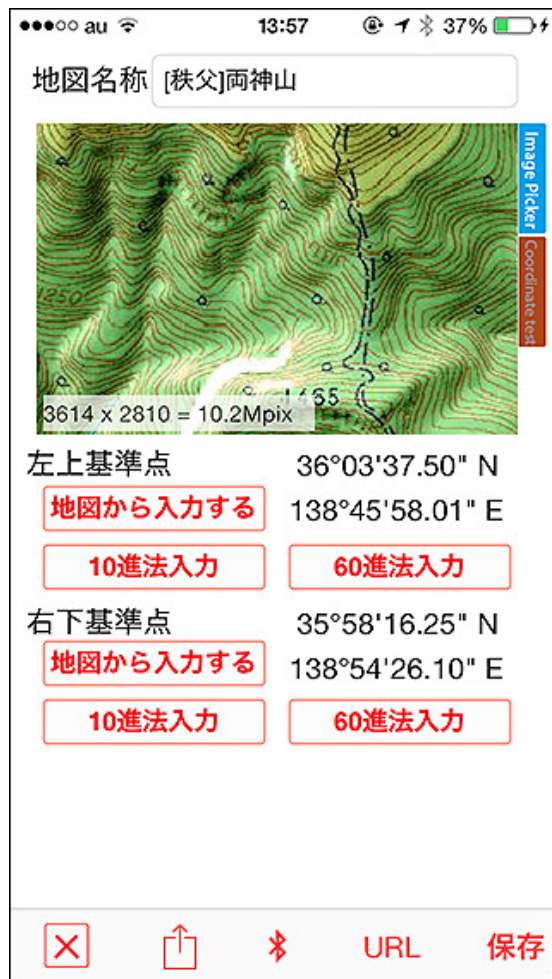 au 13:57 37%
地図名称 [秩父]両神山
Image Picker
Coordinate test
1250
1465
3614 x 2810 = 10.2Mpix
左上基準点 36°03'37.50" N
地図から入力する 138°45'58.01" E
10進法入力 60進法入力
右下基準点 35°58'16.25" N
地図から入力する 138°54'26.10" E
10進法入力 60進法入力
URL 保存